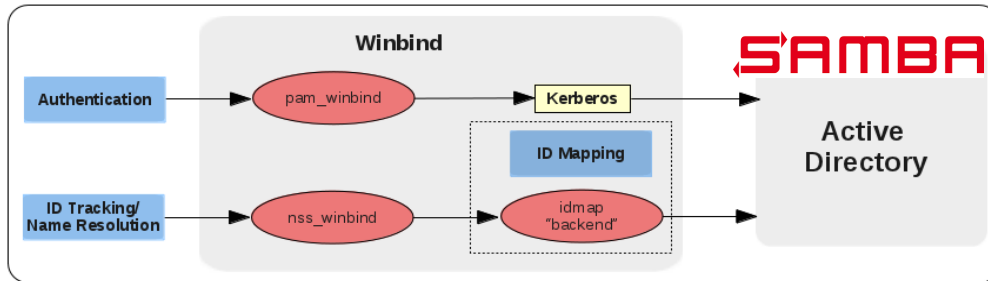 Winbind
SAMBA
Authentication
pam_winbind
Kerberos
Active
Directory
ID Mapping
ID Tracking/
Name Resolution
nss_winbind
idmap
"backend"